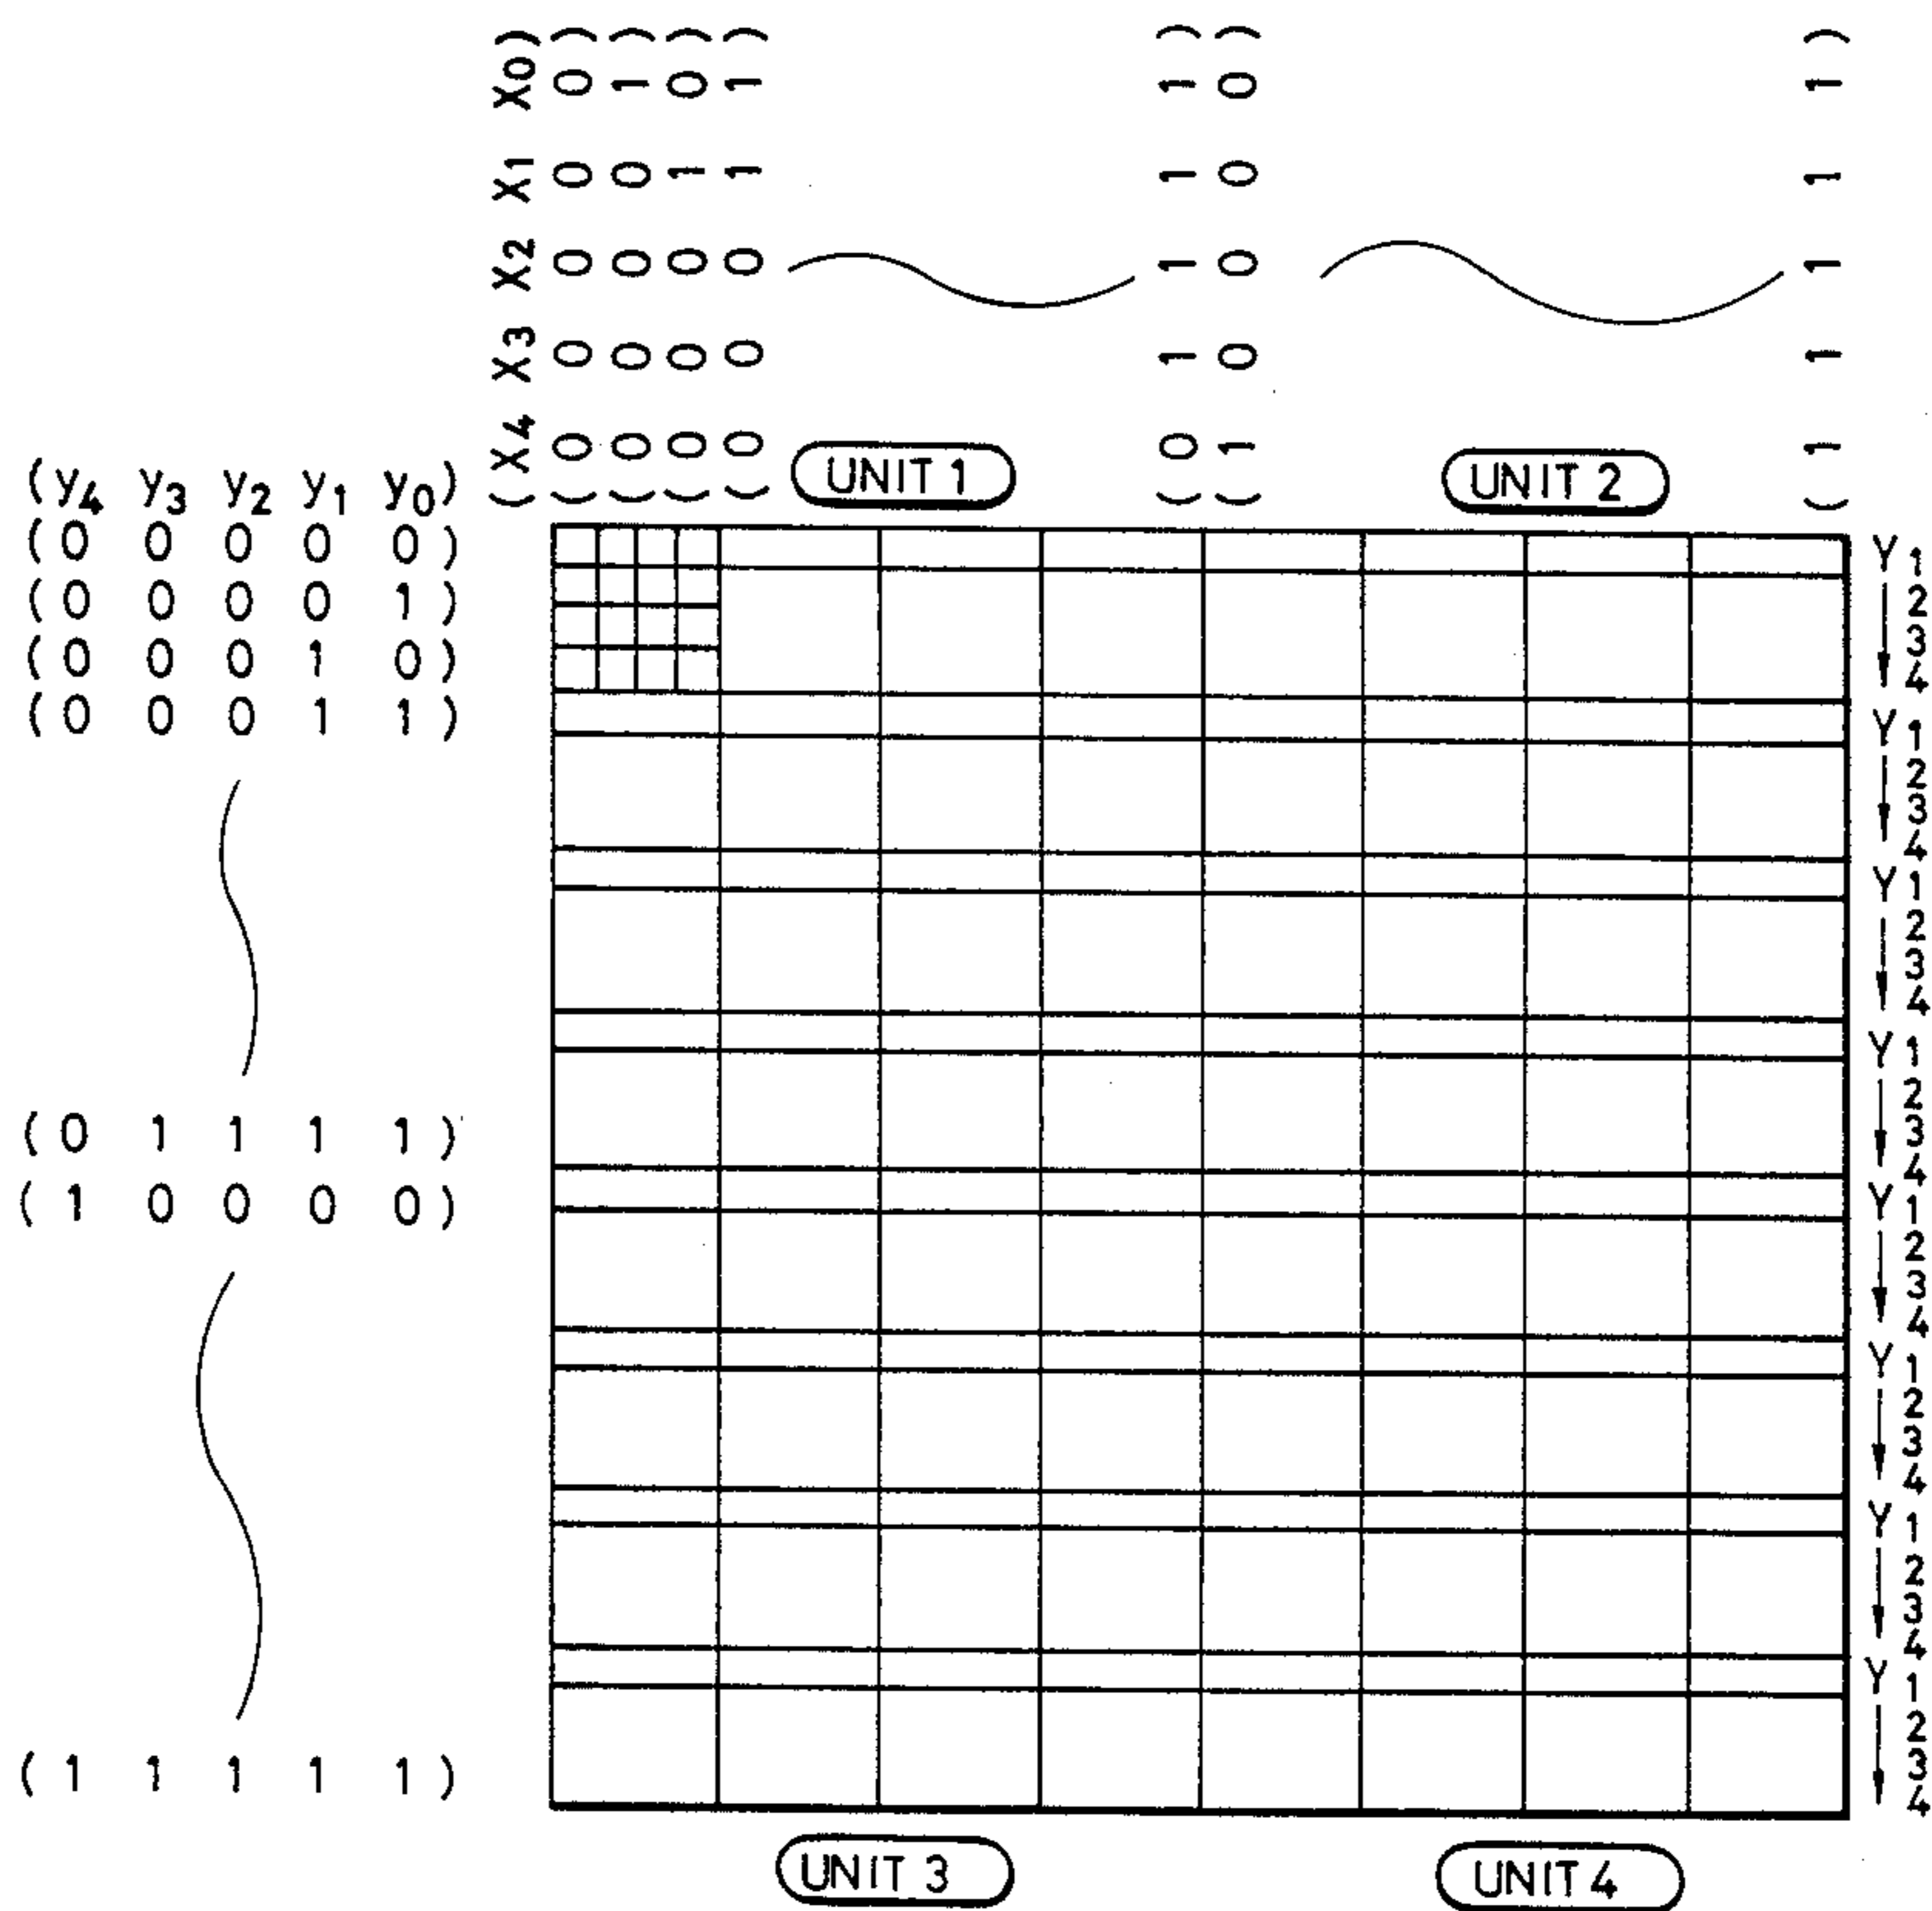 (X4 X3 X2 X1 X0)
(0 0 0 0 0)
(0 0 0 0 1)
(0 0 0 1 0)
(0 0 0 1 1)
(0 1 1 1 1)
(1 0 0 0 0)
(1 1 1 1 1)
UNIT 1
UNIT 2
(y4 y3 y2 y1 y0)
(0 0 0 0 0)
(0 0 0 0 1)
(0 0 0 1 0)
(0 0 0 1 1)
(0 1 1 1 1)
(1 0 0 0 0)
(1 1 1 1 1)
Y 1
2
3
4
Y 1
2
3
4
Y 1
2
3
4
Y 1
2
3
4
Y 1
2
3
4
Y 1
2
3
4
Y 1
2
3
4
Y 1
2
3
4
UNIT 3
UNIT 4